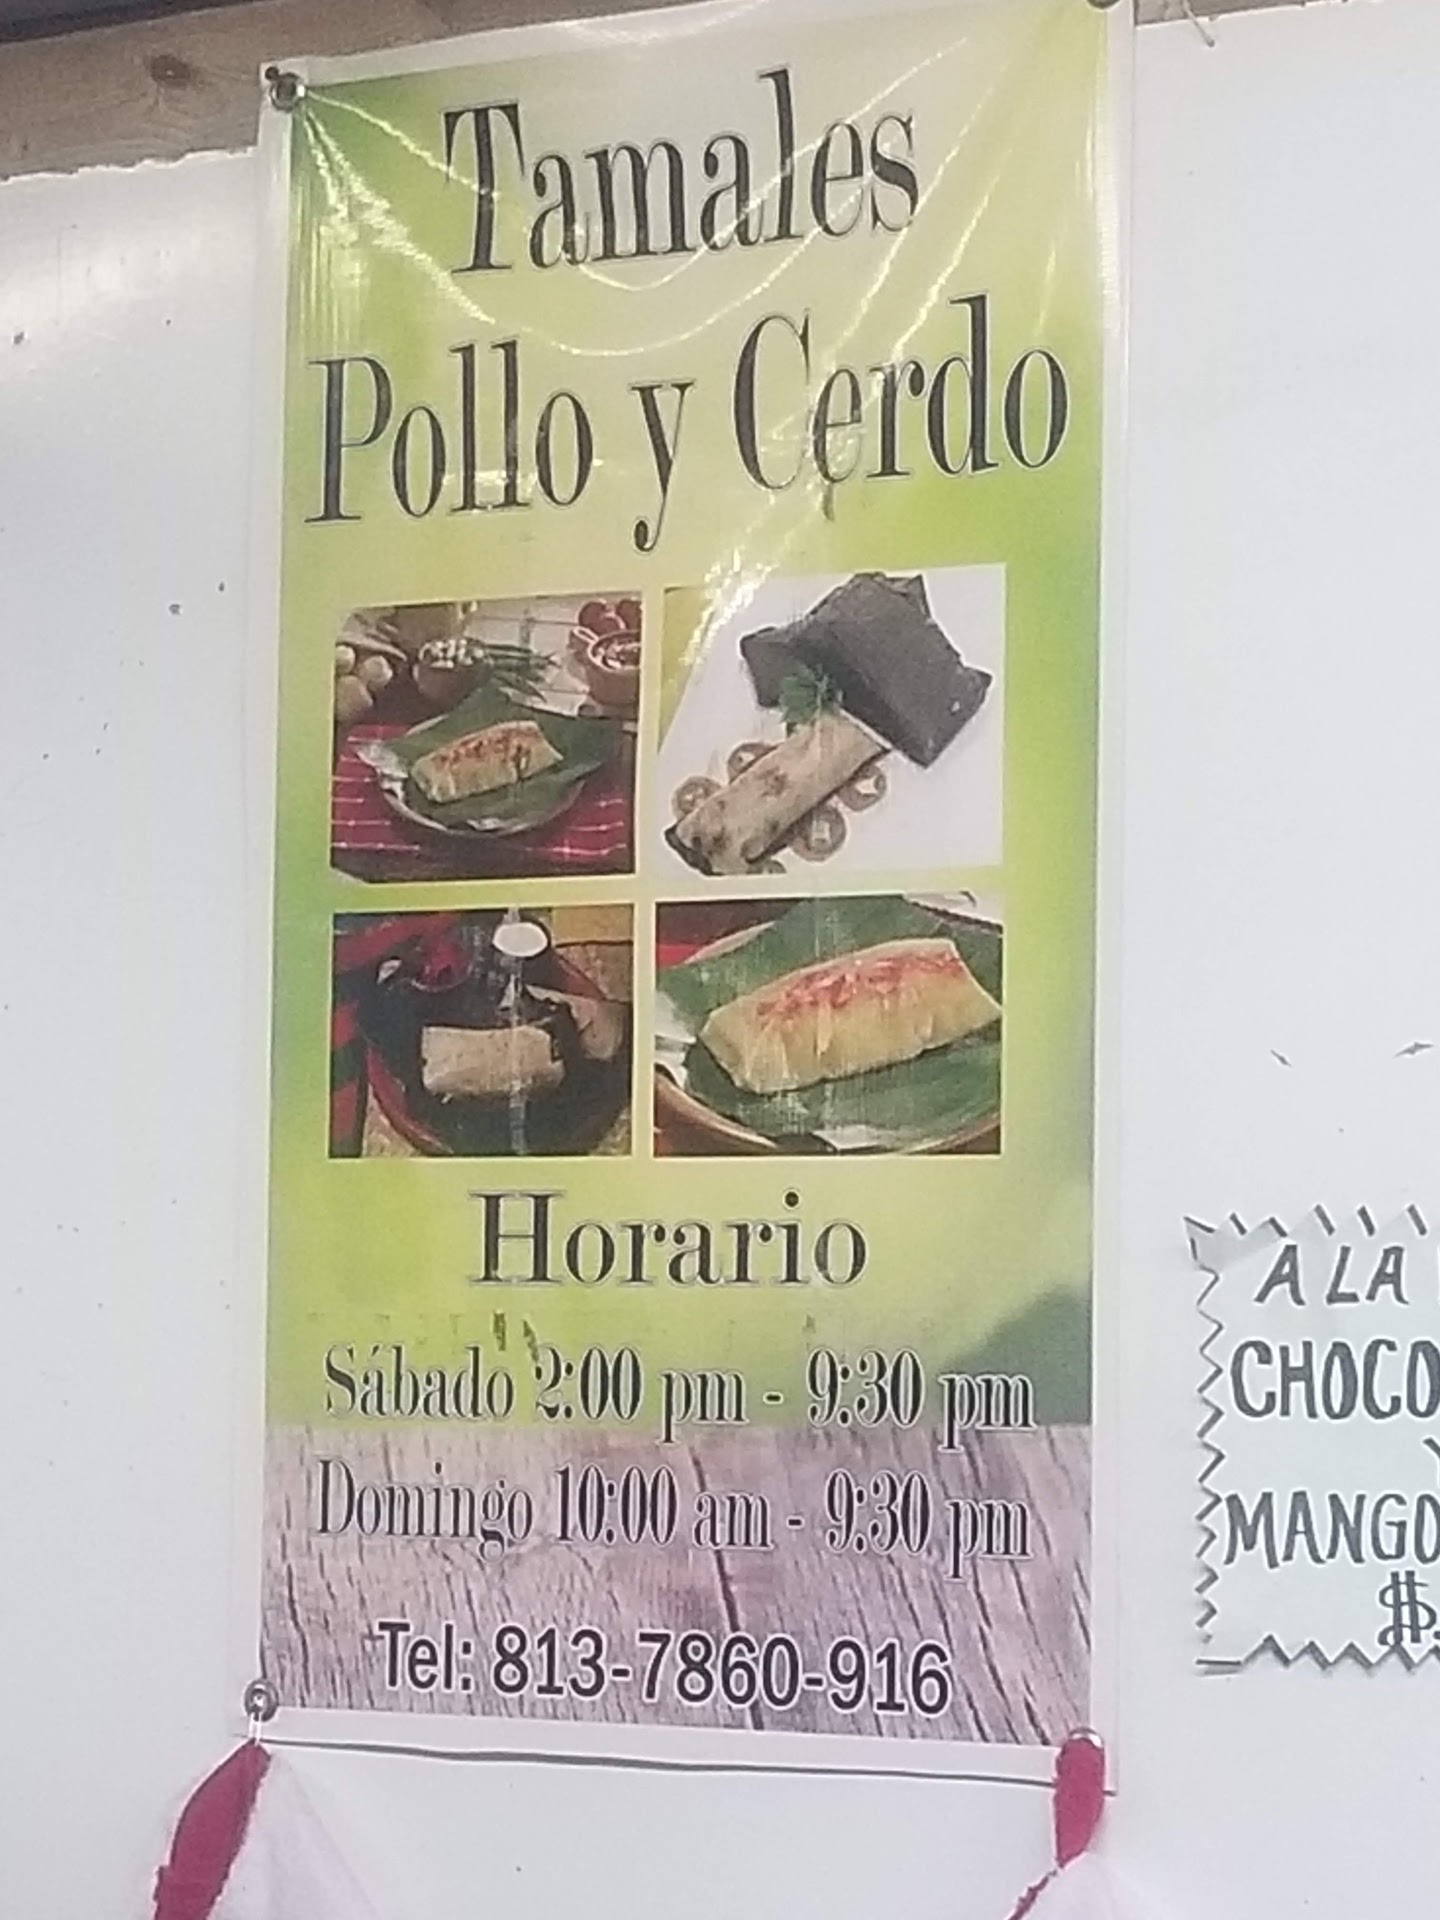 Tamales
Pollo y Cerdo
Horario
Sábado 2:00 pm - 9:30 pm
Domingo 10:00 am - 9:30 pm
Tel: 813-7860-916
A LA
CHOCO
MANGO
$